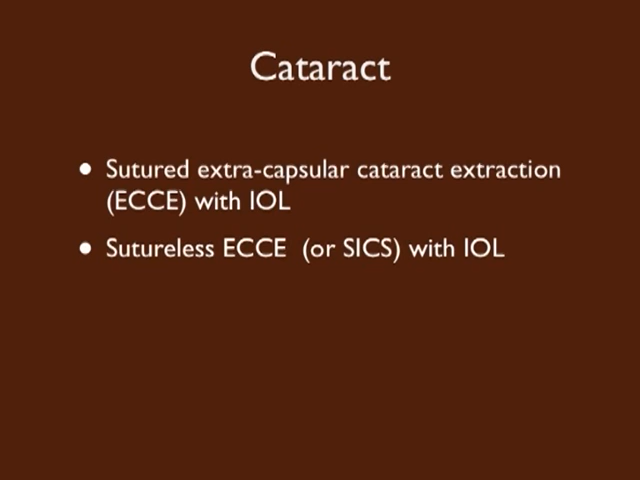 Cataract
• Sutured extra-capsular cataract extraction
(ECCE) with IOL
• Sutureless ECCE (or SICS) with IOL